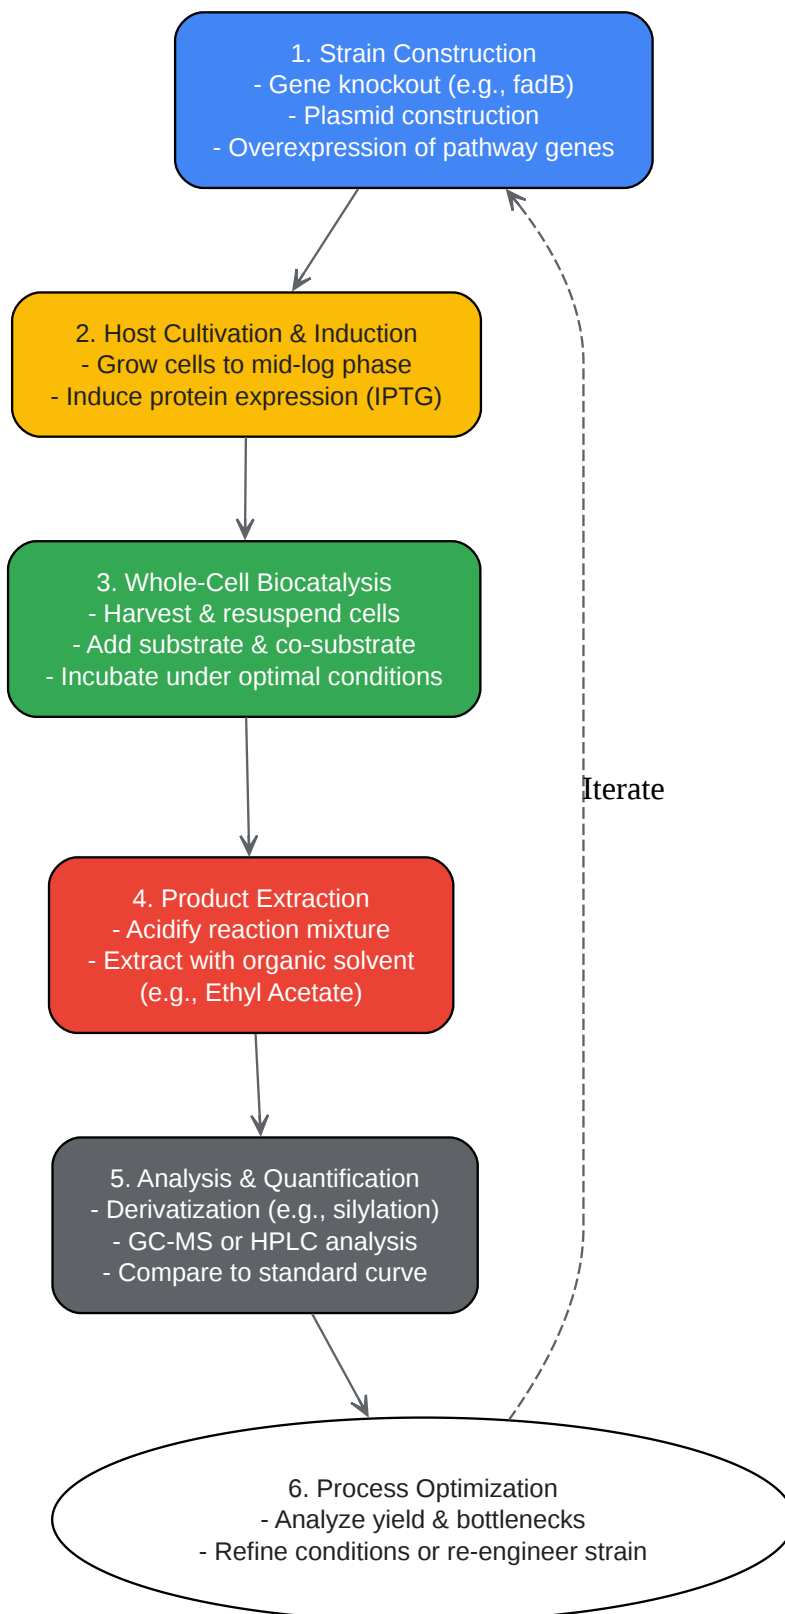 1. Strain Construction
- Gene knockout (e.g., fadB)
- Plasmid construction
- Overexpression of pathway genes
2. Host Cultivation & Induction
- Grow cells to mid-log phase
- Induce protein expression (IPTG)
3. Whole-Cell Biocatalysis
- Harvest & resuspend cells
- Add substrate & co-substrate
- Incubate under optimal conditions
Iterate
4. Product Extraction
- Acidify reaction mixture
- Extract with organic solvent
(e.g., Ethyl Acetate)
5. Analysis & Quantification
- Derivatization (e.g., silylation)
- GC-MS or HPLC analysis
- Compare to standard curve
6. Process Optimization
- Analyze yield & bottlenecks
- Refine conditions or re-engineer strain